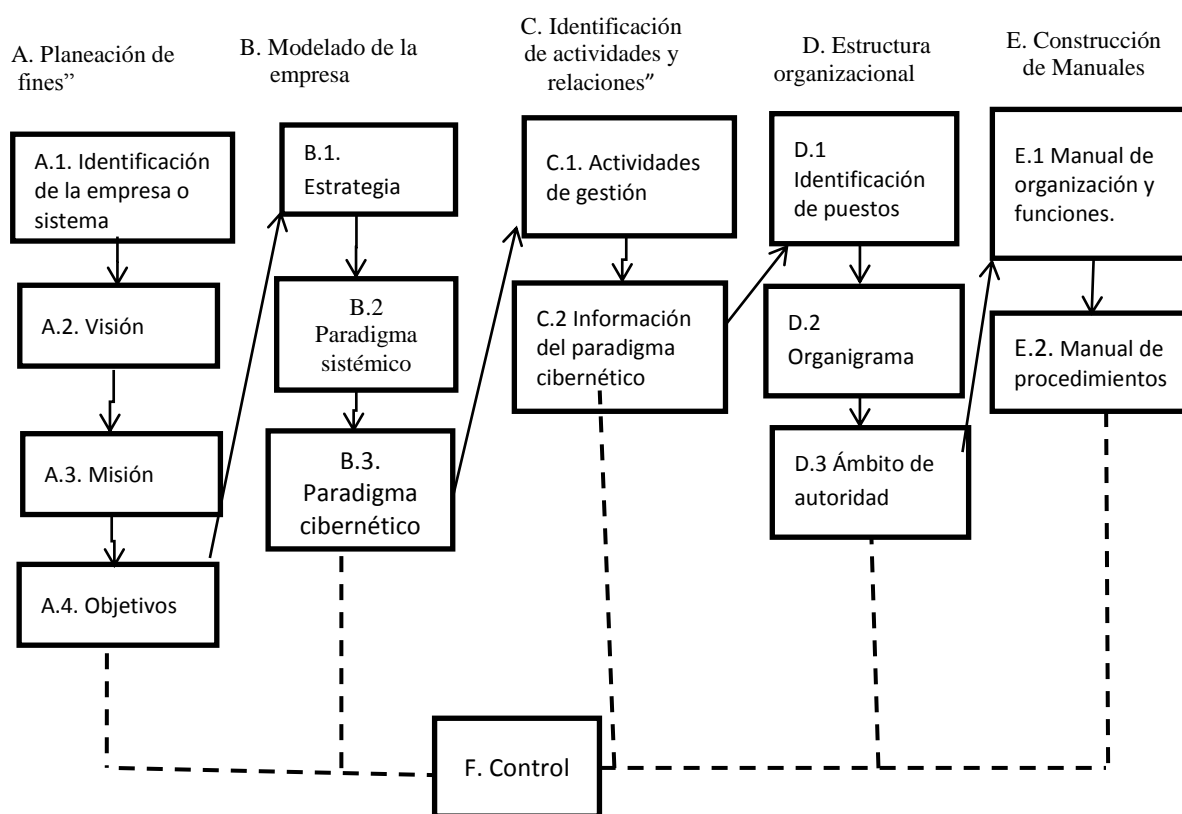 A. Planeación de
fines”
B. Modelado de la
empresa
C. Identificación
de actividades y
relaciones”
D. Estructura
organizacional
E. Construcción
de Manuales
A.1. Identificación
de la empresa o
sistema
A.2. Visión
A.3. Misión
A.4. Objetivos
B.1.
Estrategia
B.2
Paradigma
sistémico
B.3.
Paradigma
cibernético
C.1. Actividades
de gestión
C.2 Información
del paradigma
cibernético
D.1
Identificación
de puestos
D.2
Organigrama
D.3 Ámbito de
autoridad
E.1 Manual de
organización y
funciones.
E.2. Manual de
procedimientos
F. Control